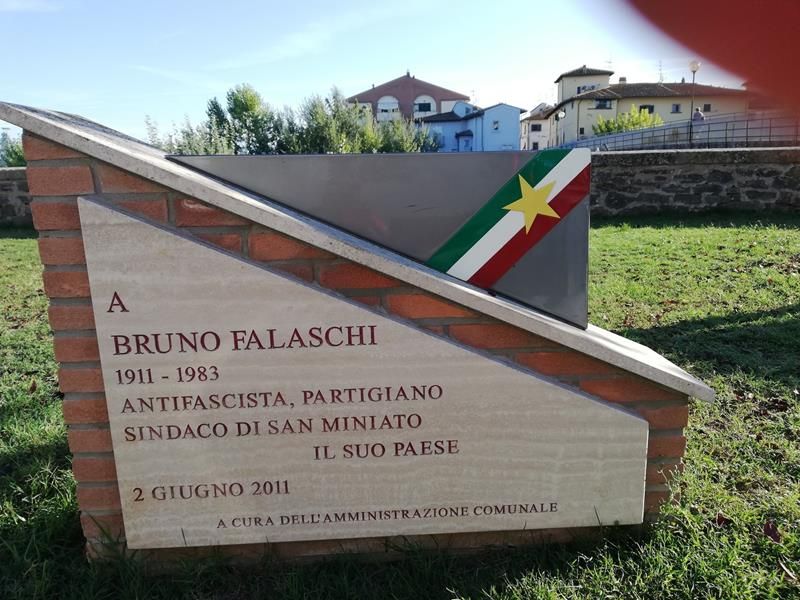 A
BRUNO FALASCHI
1911 - 1983
ANTIFASCISTA, PARTIGIANO
SINDACO DI SAN MINIATO
IL SUO PAESE
2 GIUGNO 2011
A CURA DELL'AMMINISTRAZIONE COMUNALE